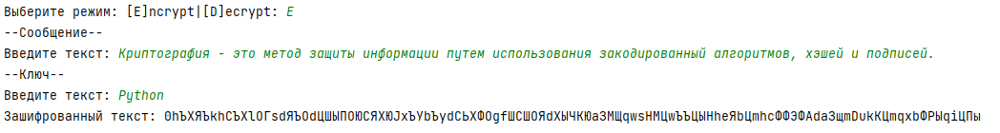 Выберите режим: [E]ncrypt|[D]ecrypt: E
--Сообщение--
Введите текст: Криптография - это метод защиты информации путем использования закодированный алгоритмов, хэшей и подписей.
--Ключ--
Введите текст: Python
Зашифрованный текст: 0hЪXЯЪkhСЪXlОГsdЯЪОdЦШЫПОЮСЯХЮJxЪУbЪydСЬХФОgfШСШОЯdХЫЧКЮaЗМЩqwsНМЦwЪЪЦЫHheЯbЦmhcФФЭФAdaЗщmDukКЦmqxbФРЫqiЦПы